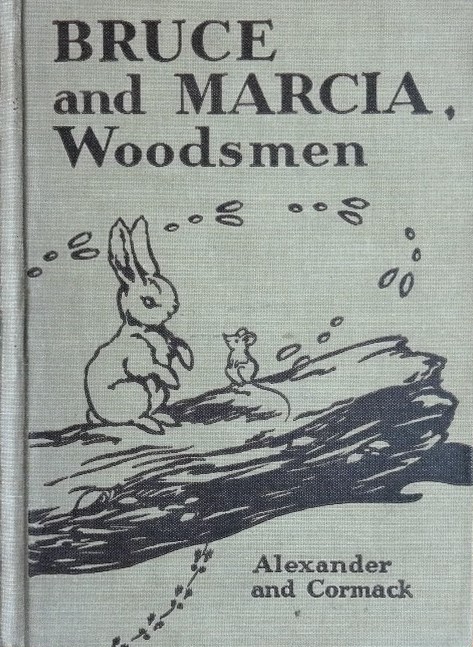 BRUCE
and MARCIA,
Woodsmen
Alexander
and Cormack